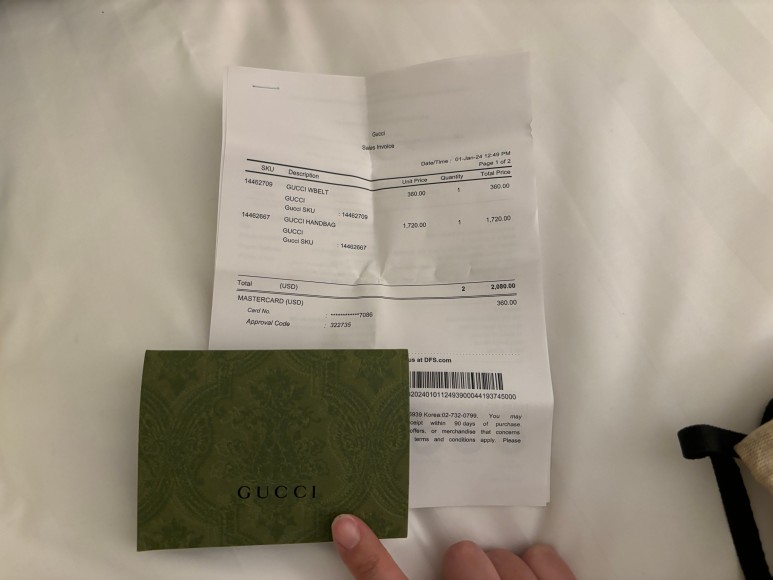 Gucci
Sales Invoice
Date/Time : 01-Jan-24 12:49 PM
Page 1 of 2
SKU Description Unit Price Quantity Total Price
14462709 GUCCI WBELT 360.00 1 360.00
GUCCI
Gucci SKU : 14462709
14462667 GUCCI HANDBAG 1,720.00 1 1,720.00
GUCCI
Gucci SKU : 14462667
Total (USD) 2 2,080.00
MASTERCARD (USD) 360.00
Card No. : ************7086
Approval Code : 322735
us at DFS.com
2024010112493900044193745000
3939 Korea:02-732-0799. You may
within 90 days of purchase
offers, or merchandise that concerns
terms and conditions apply. Please
GUCCI